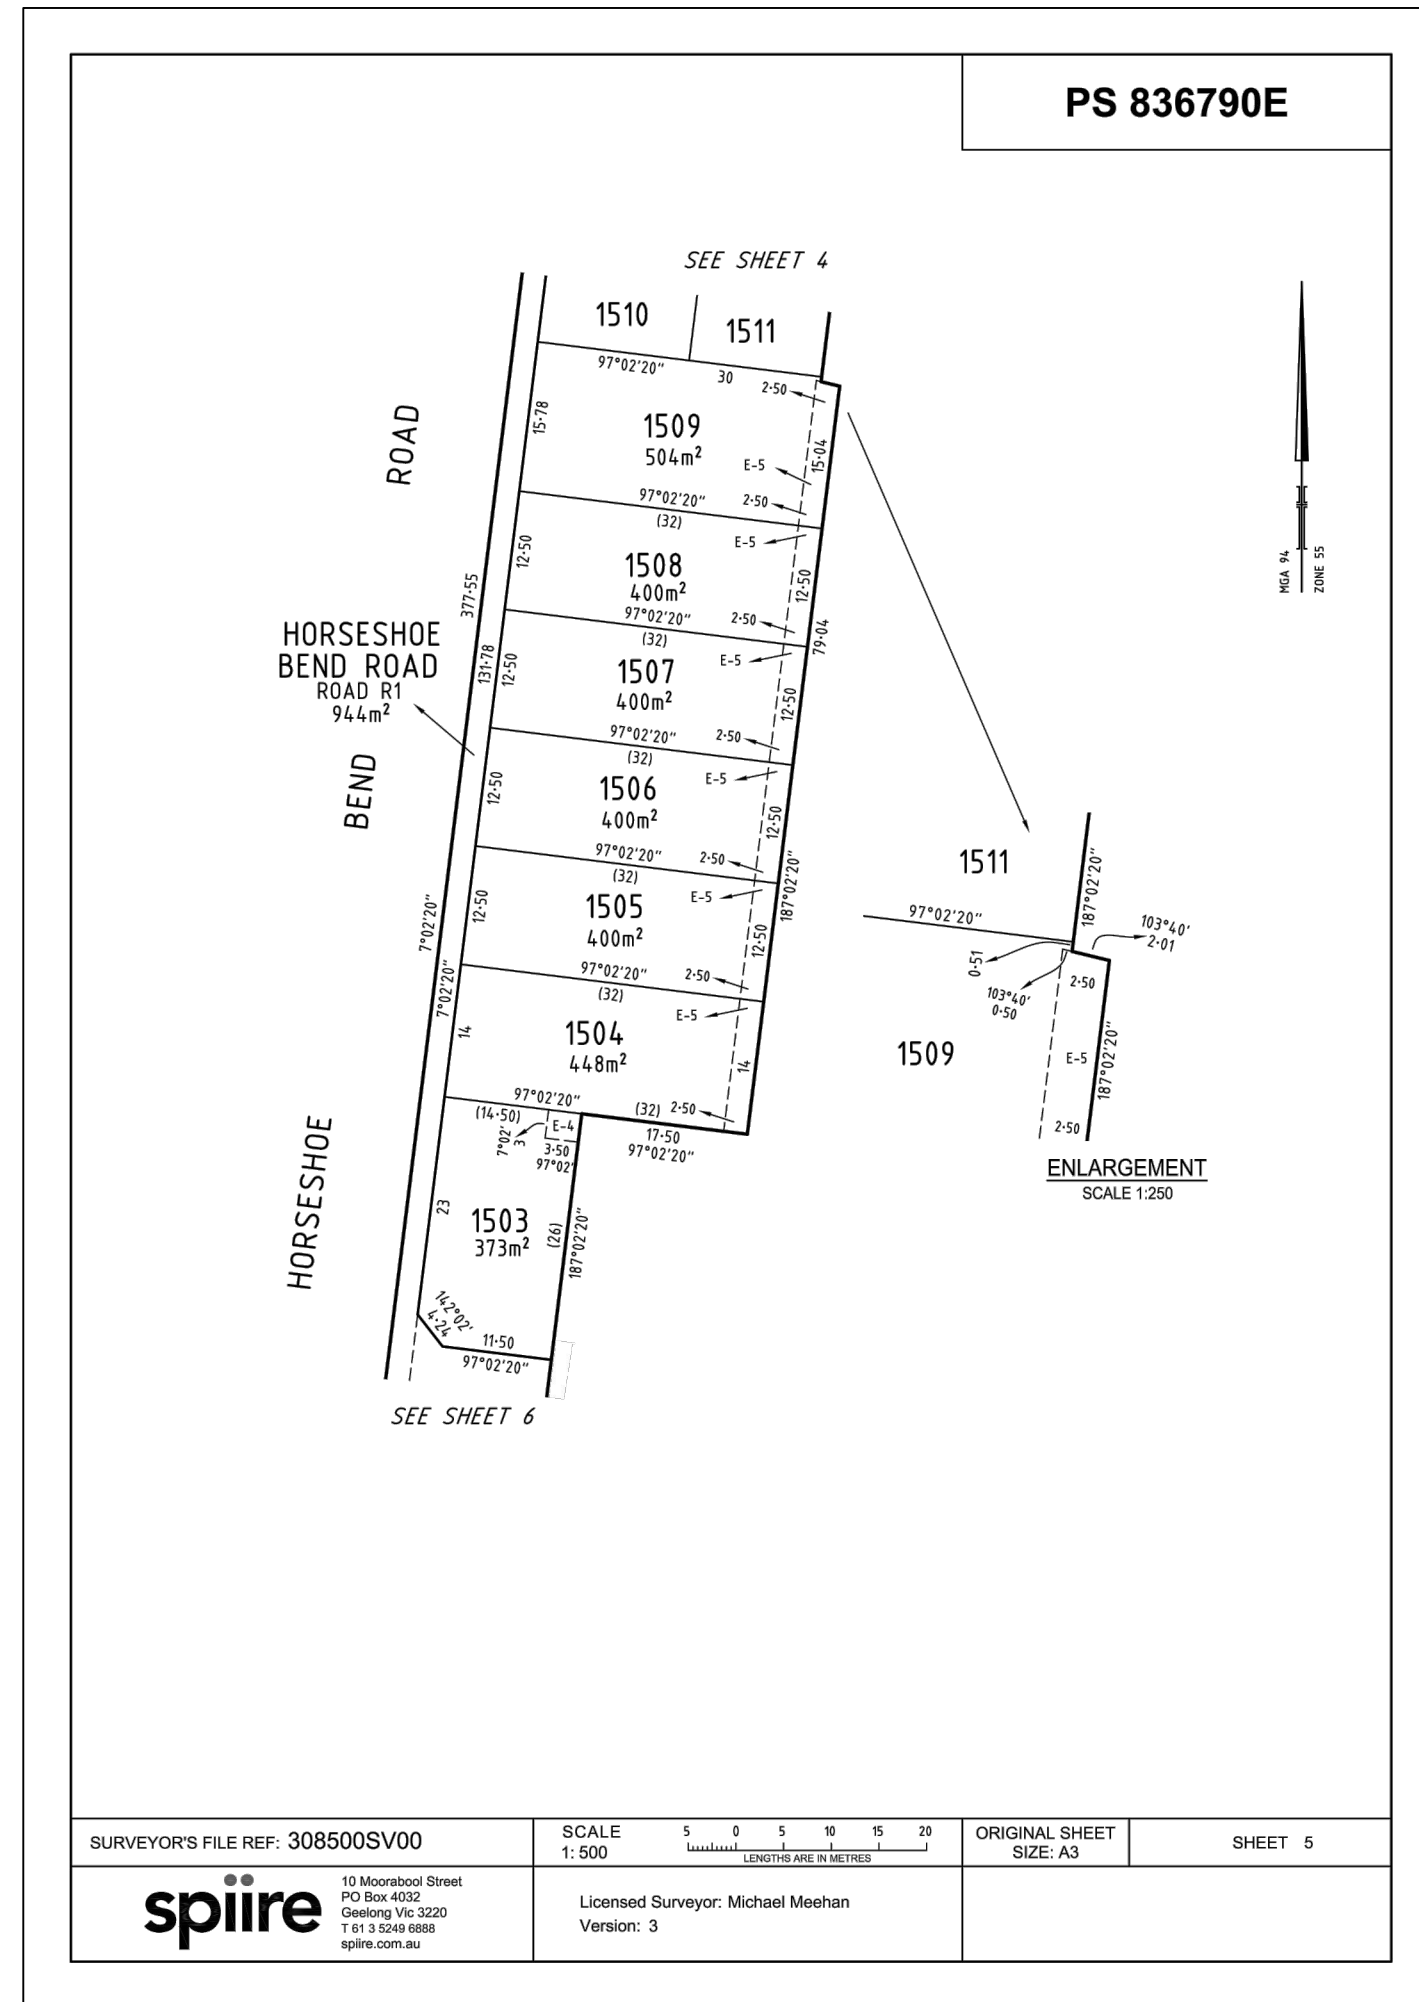 PS 836790E
SEE SHEET 4
1510
1511
97°02'20"
30
2·50
15·78
1509
504m²
E-5
15·04
97°02'20"
2·50
(32)
E-5
12·50
1508
400m²
12·50
97°02'20"
2·50
(32)
E-5
79·04
12·50
1507
400m²
12·50
97°02'20"
2·50
(32)
E-5
12·50
1506
400m²
12·50
97°02'20"
2·50
(32)
E-5
187°02'20"
12·50
1505
400m²
12·50
97°02'20"
2·50
(32)
E-5
14
1504
448m²
14
97°02'20"
(14·50)
(32)
2·50
17·50
97°02'20"
E-4
7°02'
3
3·50
97°02'
23
1503
373m²
(26)
187°02'20"
142°02'
4·24
11·50
97°02'20"
SEE SHEET 6
ROAD
BEND
HORSESHOE
377·55
131·78
7°02'20"
7°02'20"
HORSESHOE
BEND ROAD
ROAD R1
944m²
MGA 94
ZONE 55
1511
187°02'20"
97°02'20"
103°40'
2·01
0·51
103°40'
0·50
2·50
1509
E-5
187°02'20"
2·50
ENLARGEMENT
SCALE 1:250
SURVEYOR'S FILE REF: 308500SV00
SCALE
1: 500
5 0 5 10 15 20
LENGTHS ARE IN METRES
ORIGINAL SHEET
SIZE: A3
SHEET 5
spiire
10 Moorabool Street
PO Box 4032
Geelong Vic 3220
T 61 3 5249 6888
spiire.com.au
Licensed Surveyor: Michael Meehan
Version: 3